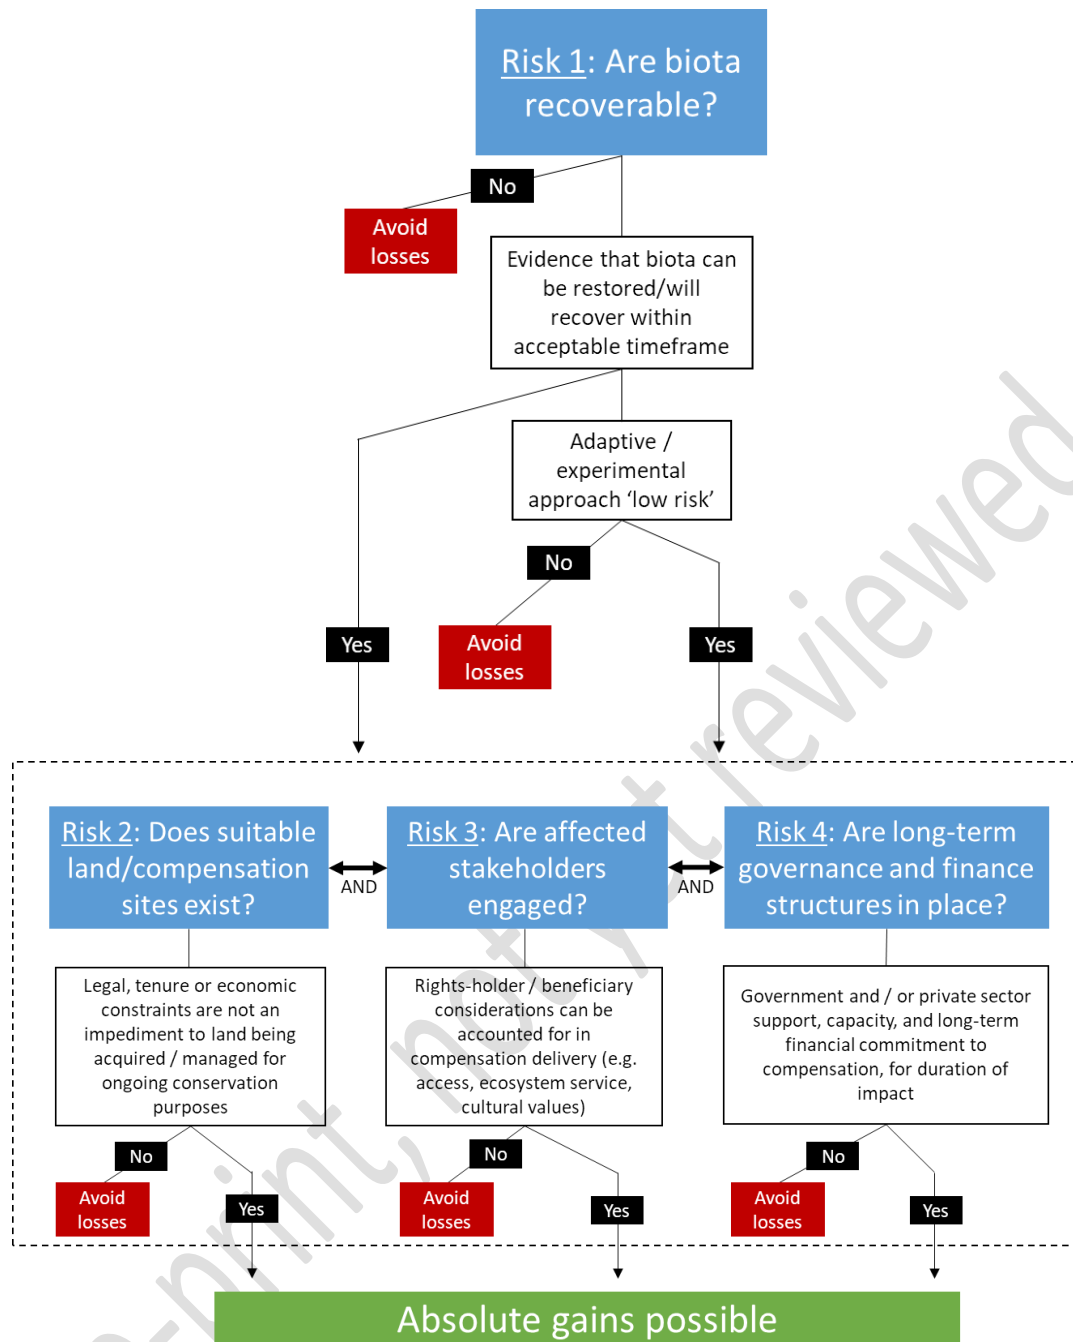 Risk 1: Are biota
recoverable?
No
Avoid
losses
Evidence that biota can
be restored/will
recover within
acceptable timeframe
Adaptive /
experimental
approach ‘low risk’
No
Yes
Avoid
losses
Yes
Risk 2: Does suitable
land/compensation
sites exist?
AND
Risk 3: Are affected
stakeholders
engaged?
AND
Risk 4: Are long-term
governance and finance
structures in place?
Legal, tenure or economic
constraints are not an
impediment to land being
acquired / managed for
ongoing conservation
purposes
Rights-holder / beneficiary
considerations can be
accounted for in
compensation delivery (e.g.
access, ecosystem service,
cultural values)
Government and / or private sector
support, capacity, and long-term
financial commitment to
compensation, for duration of
impact
No
Avoid
losses
Yes
No
Avoid
losses
Yes
No
Avoid
losses
Yes
Absolute gains possible
-print, not yet reviewed